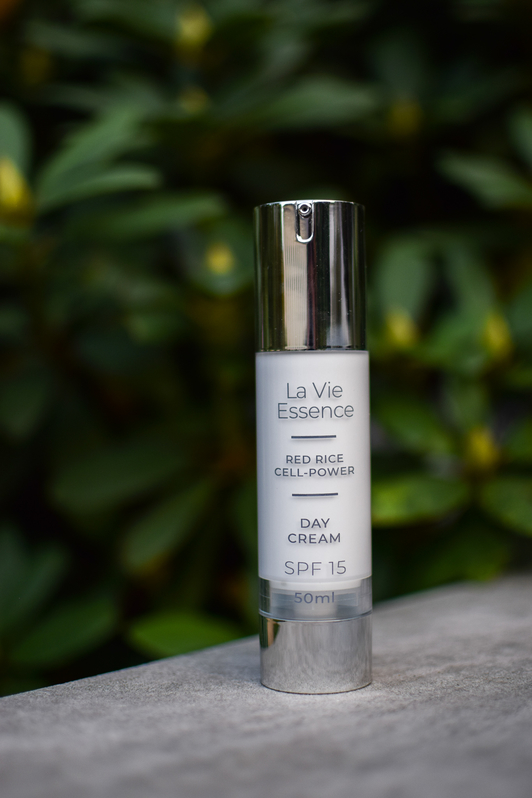 La Vie
Essence
RED RICE
CELL-POWER
DAY
CREAM
SPF 15
50ml